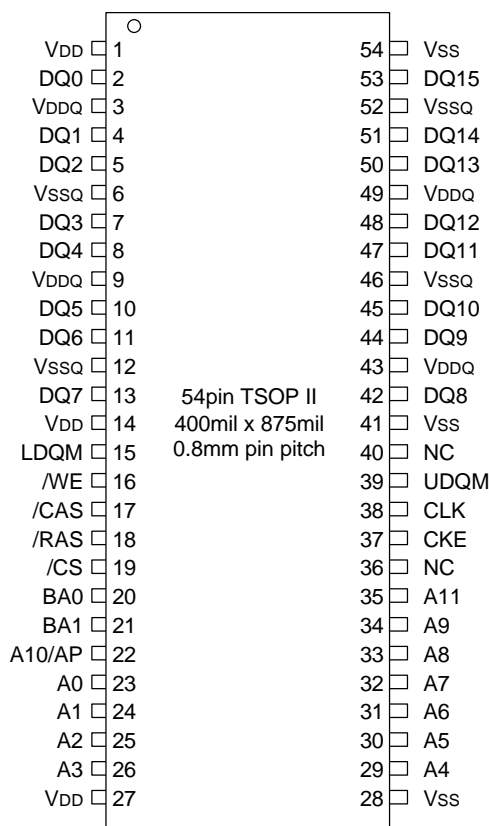 VDD 1 54 VSS
DQ0 2 53 DQ15
VDDQ 3 52 VSSQ
DQ1 4 51 DQ14
DQ2 5 50 DQ13
VSSQ 6 49 VDDQ
DQ3 7 48 DQ12
DQ4 8 47 DQ11
VDDQ 9 46 VSSQ
DQ5 10 45 DQ10
DQ6 11 44 DQ9
VSSQ 12 43 VDDQ
DQ7 13 54pin TSOP II 42 DQ8
VDD 14 400mil x 875mil 41 VSS
LDQM 15 0.8mm pin pitch 40 NC
/WE 16 39 UDQM
/CAS 17 38 CLK
/RAS 18 37 CKE
/CS 19 36 NC
BA0 20 35 A11
BA1 21 34 A9
A10/AP 22 33 A8
A0 23 32 A7
A1 24 31 A6
A2 25 30 A5
A3 26 29 A4
VDD 27 28 VSS